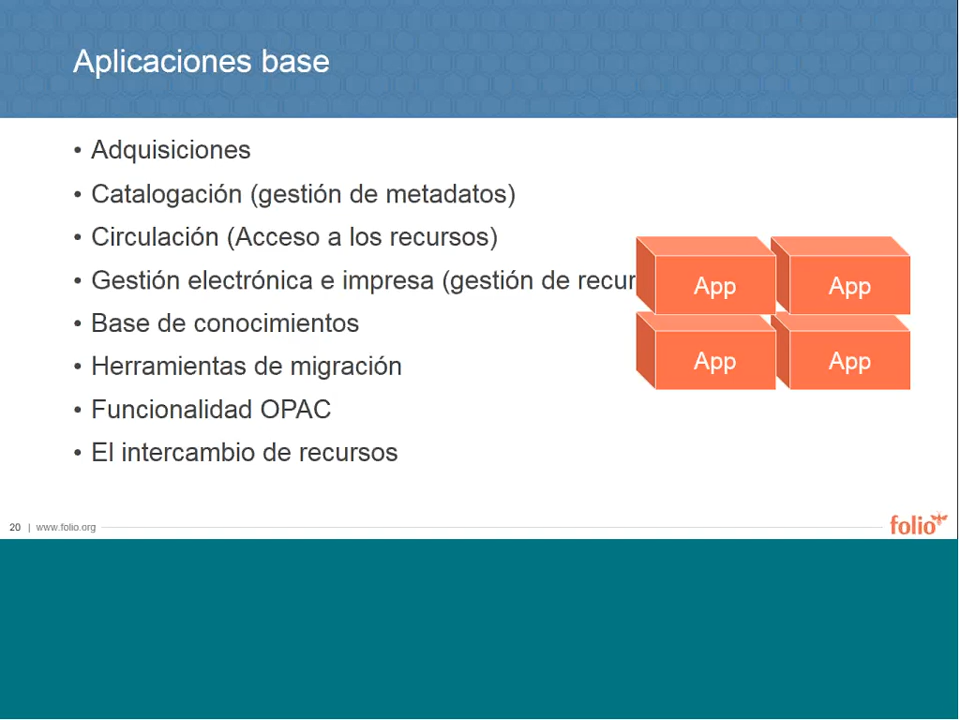 Aplicaciones base
• Adquisiciones
• Catalogación (gestión de metadatos)
• Circulación (Acceso a los recursos)
• Gestión electrónica e impresa (gestión de recur
• Base de conocimientos
• Herramientas de migración
• Funcionalidad OPAC
• El intercambio de recursos
App App
App App
20 | www.folio.org
folio